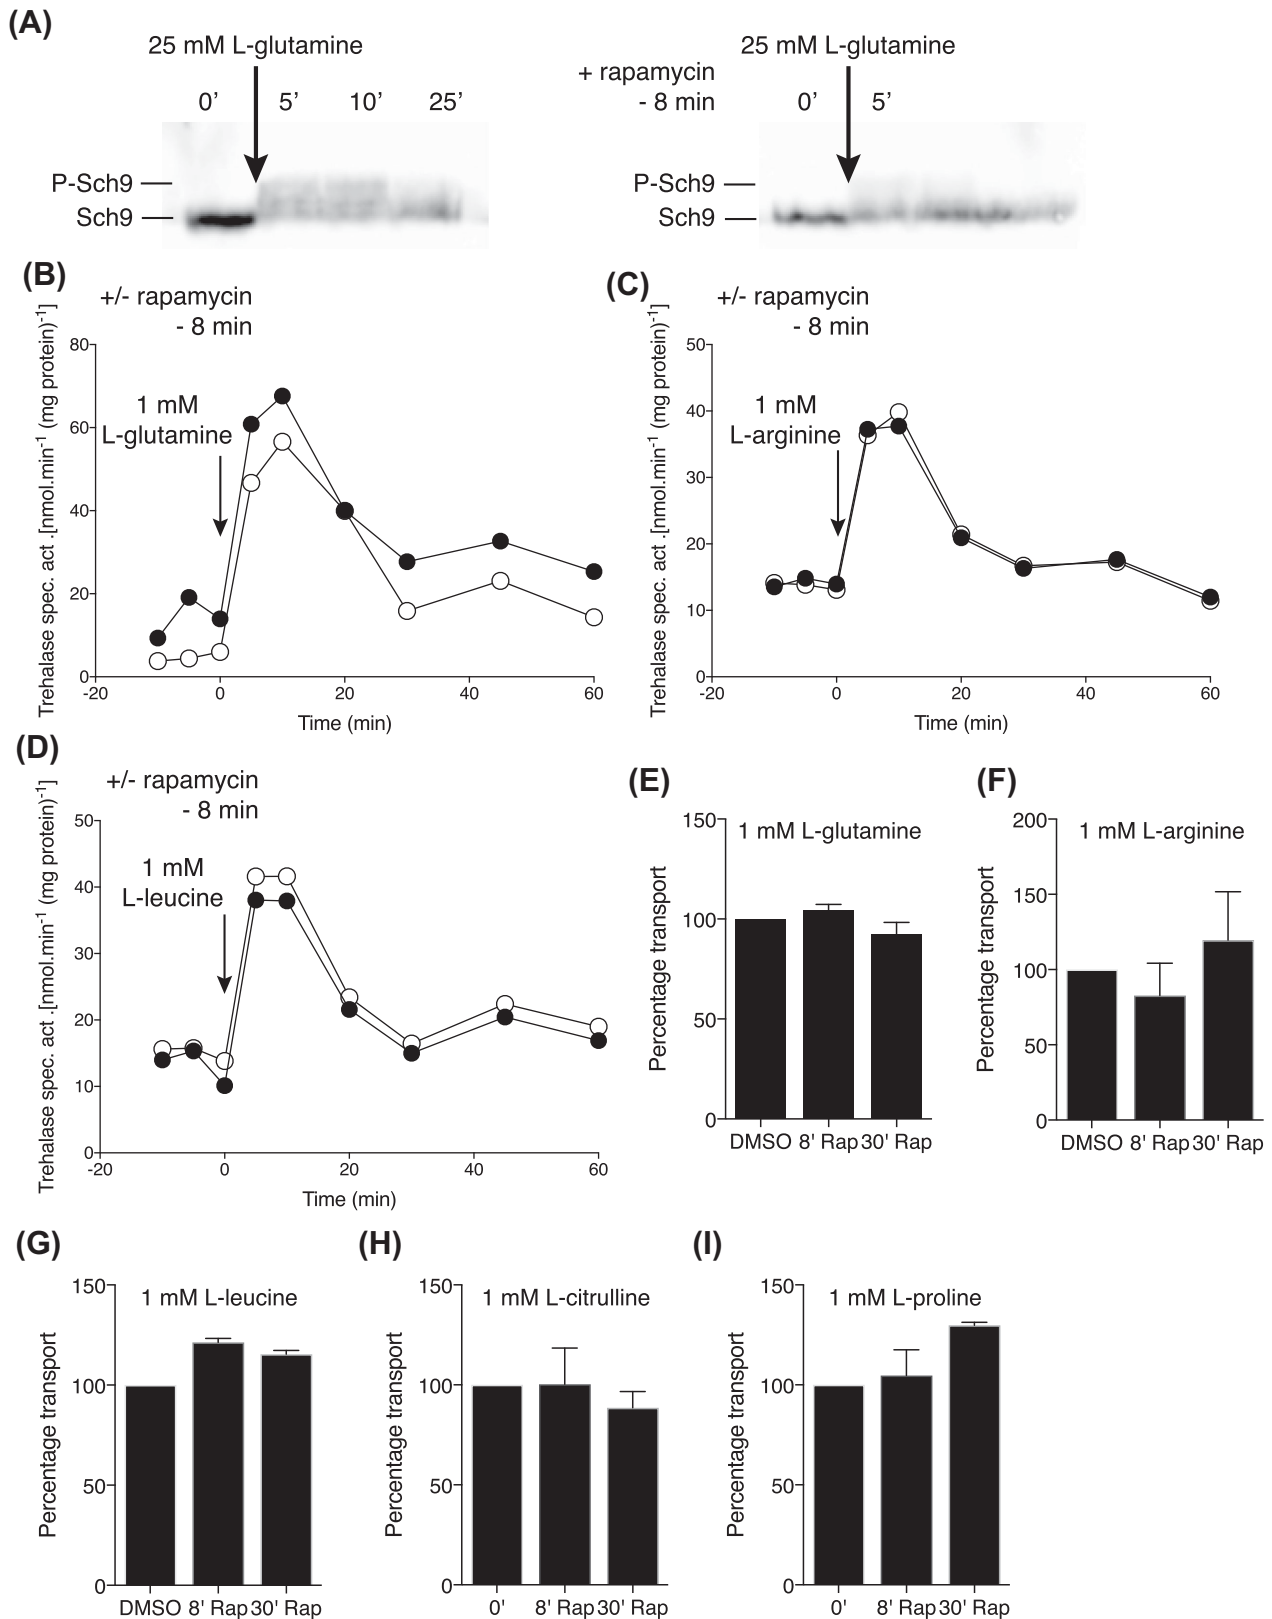 (A)
25 mM L-glutamine
0’ 5’ 10’ 25’
P-Sch9
Sch9
25 mM L-glutamine
+ rapamycin
- 8 min
0’ 5’
P-Sch9
Sch9
(B)
+/- rapamycin
- 8 min
1 mM
L-glutamine
Trehalase spec. act .[nmol.min-1 (mg protein)-1]
80
60
40
20
0
-20 0 20 40 60
Time (min)
(C)
+/- rapamycin
- 8 min
1 mM
L-arginine
Trehalase spec. act .[nmol.min-1 (mg protein)-1]
50
40
30
20
10
0
-20 0 20 40 60
Time (min)
(D)
+/- rapamycin
- 8 min
1 mM
L-leucine
Trehalase spec. act .[nmol.min-1 (mg protein)-1]
50
40
30
20
10
0
-20 0 20 40 60
Time (min)
(E)
1 mM L-glutamine
Percentage transport
150
100
50
0
DMSO 8' Rap 30' Rap
(F)
1 mM L-arginine
Percentage transport
200
150
100
50
0
DMSO 8' Rap 30' Rap
(G)
1 mM L-leucine
Percentage transport
150
100
50
0
DMSO 8' Rap 30' Rap
(H)
1 mM L-citrulline
Percentage transport
150
100
50
0
0' 8' Rap 30' Rap
(I)
1 mM L-proline
Percentage transport
150
100
50
0
0' 8' Rap 30' Rap